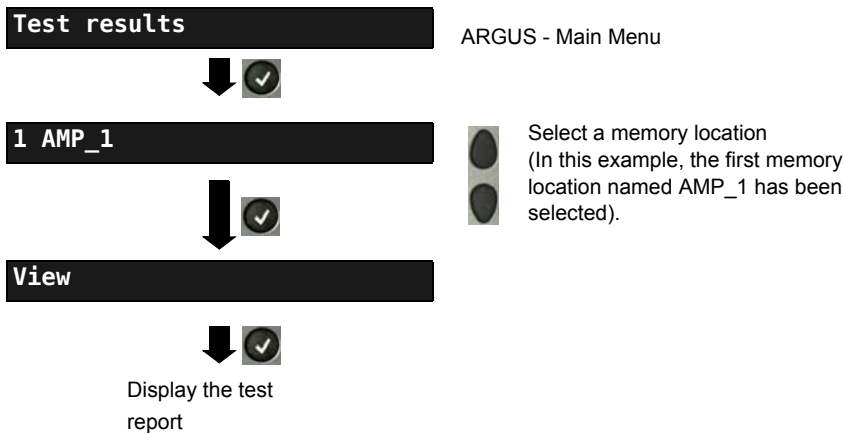 Test results
ARGUS - Main Menu
1 AMP_1
Select a memory location
(In this example, the first memory
location named AMP_1 has been
selected).
View
Display the test
report